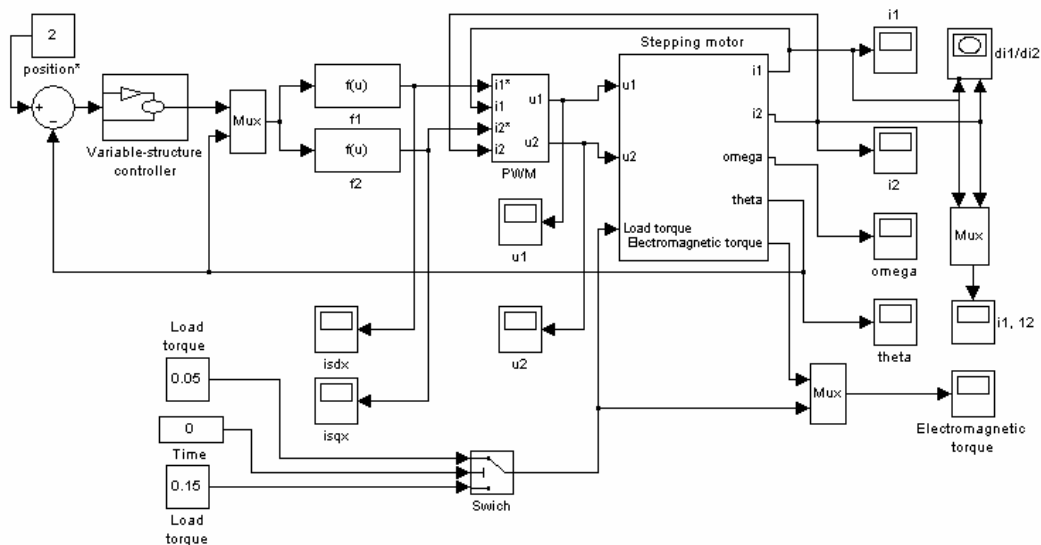 2
position*
+
−
Variable-structure
controller
Mux
f(u)
f1
f(u)
f2
i1*
i1
i2*
i2
u1
u2
PWM
Stepping motor
u1
u2
Load torque
i1
i2
omega
theta
Electromagnetic torque
i1
di1/di2
i2
omega
theta
Mux
i1, 12
u1
u2
isdx
isqx
Load
torque
0.05
0
Time
0.15
Load
torque
Swich
Mux
Electromagnetic
torque